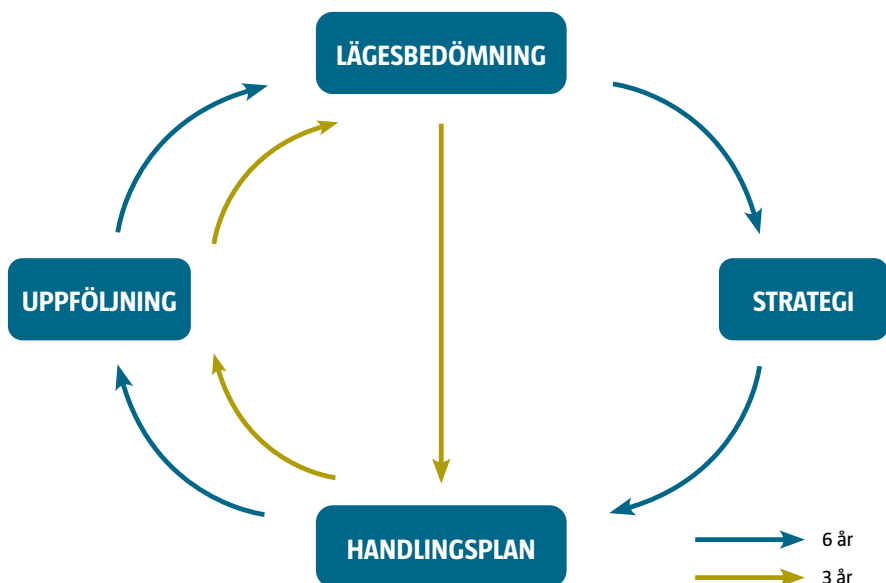 LÄGESBEDÖMNING
UPPFÖLJNING
STRATEGI
HANDLINGSPLAN
6 år
3 år